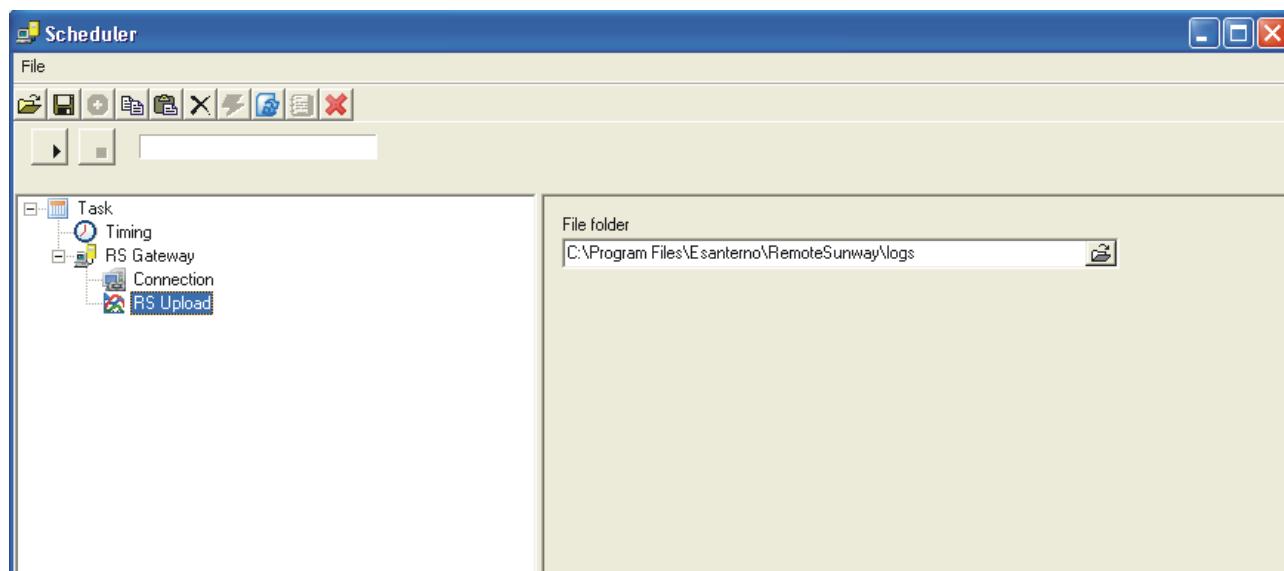 Scheduler
File
Task
Timing
RS Gateway
Connection
RS Upload
File folder
C:\Program Files\Esanterno\RemoteSunway\logs